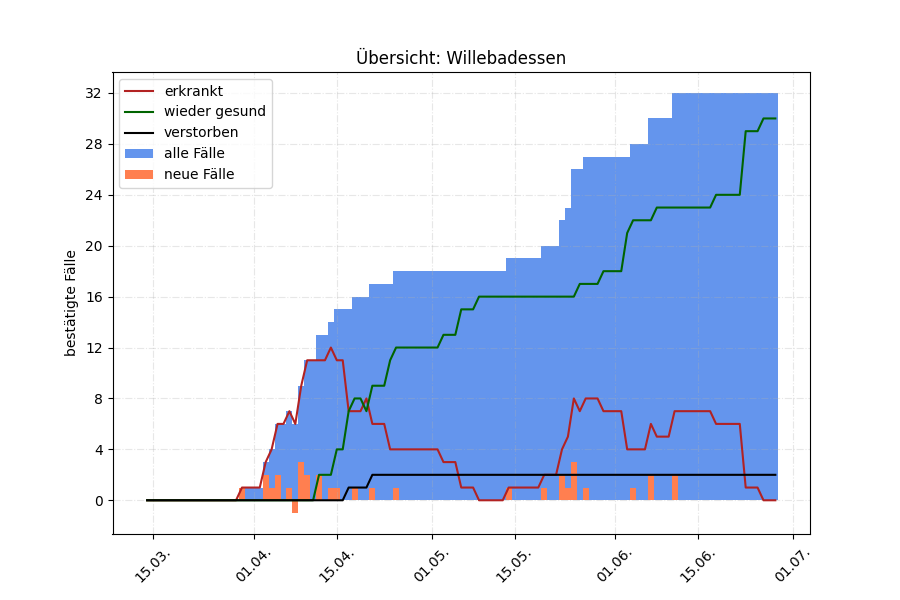 Übersicht: Willebadessen
erkrankt
wieder gesund
verstorben
alle Fälle
neue Fälle
bestätigte Fälle
32
28
24
20
16
12
8
4
0
15.03.
01.04.
15.04.
01.05.
15.05.
01.06.
15.06.
01.07.